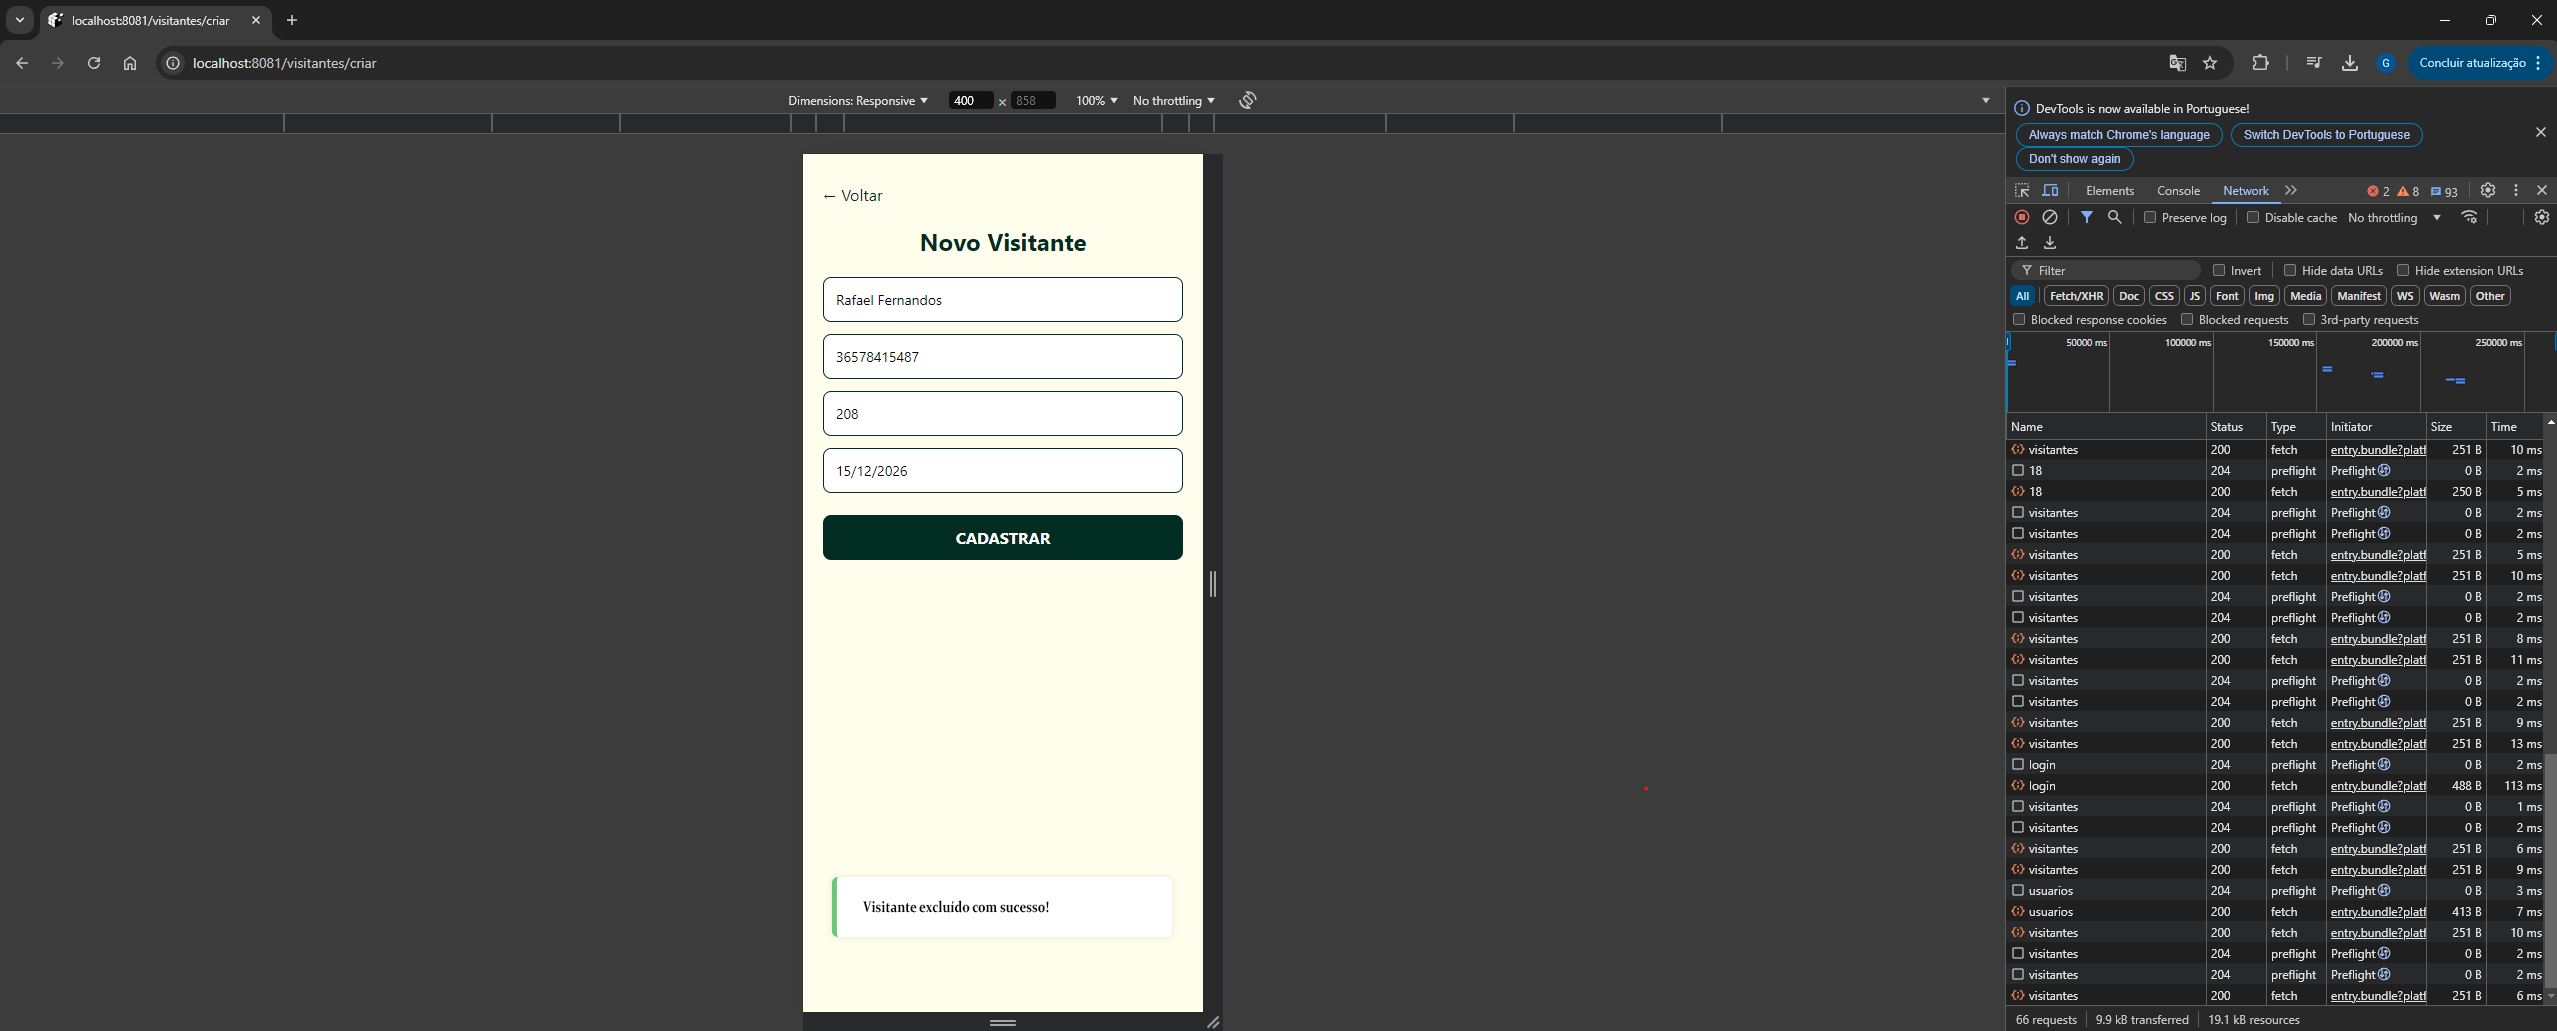 localhost:8081/visitantes/criar
localhost:8081/visitantes/criar
G
Concluir atualização
Dimensions: Responsive 400 × 858 100% No throttling
← Voltar
Novo Visitante
Rafael Fernandos
36578415487
208
15/12/2026
CADASTRAR
Visitante excluído com sucesso!
DevTools is now available in Portuguese!
Always match Chrome's language Switch DevTools to Portuguese
Don't show again
Elements Console Network 2 8 93
Preserve log Disable cache No throttling
Filter Invert Hide data URLs Hide extension URLs
All Fetch/XHR Doc CSS JS Font Img Media Manifest WS Wasm Other
Blocked response cookies Blocked requests 3rd-party requests
50000 ms 100000 ms 150000 ms 200000 ms 250000 ms
Name Status Type Initiator Size Time
visitantes 200 fetch entry.bundle?platf 251 B 10 ms
18 204 preflight Preflight 0 B 2 ms
18 200 fetch entry.bundle?platf 250 B 5 ms
visitantes 204 preflight Preflight 0 B 2 ms
visitantes 204 preflight Preflight 0 B 2 ms
visitantes 200 fetch entry.bundle?platf 251 B 5 ms
visitantes 200 fetch entry.bundle?platf 251 B 10 ms
visitantes 204 preflight Preflight 0 B 2 ms
visitantes 204 preflight Preflight 0 B 2 ms
visitantes 200 fetch entry.bundle?platf 251 B 8 ms
visitantes 200 fetch entry.bundle?platf 251 B 11 ms
visitantes 204 preflight Preflight 0 B 2 ms
visitantes 204 preflight Preflight 0 B 2 ms
visitantes 200 fetch entry.bundle?platf 251 B 9 ms
visitantes 200 fetch entry.bundle?platf 251 B 13 ms
login 204 preflight Preflight 0 B 2 ms
login 200 fetch entry.bundle?platf 488 B 113 ms
visitantes 204 preflight Preflight 0 B 1 ms
visitantes 204 preflight Preflight 0 B 2 ms
visitantes 200 fetch entry.bundle?platf 251 B 6 ms
visitantes 200 fetch entry.bundle?platf 251 B 9 ms
usuarios 204 preflight Preflight 0 B 3 ms
usuarios 200 fetch entry.bundle?platf 413 B 7 ms
visitantes 200 fetch entry.bundle?platf 251 B 10 ms
visitantes 204 preflight Preflight 0 B 2 ms
visitantes 204 preflight Preflight 0 B 2 ms
visitantes 200 fetch entry.bundle?platf 251 B 6 ms
66 requests 9.9 kB transferred 19.1 kB resources